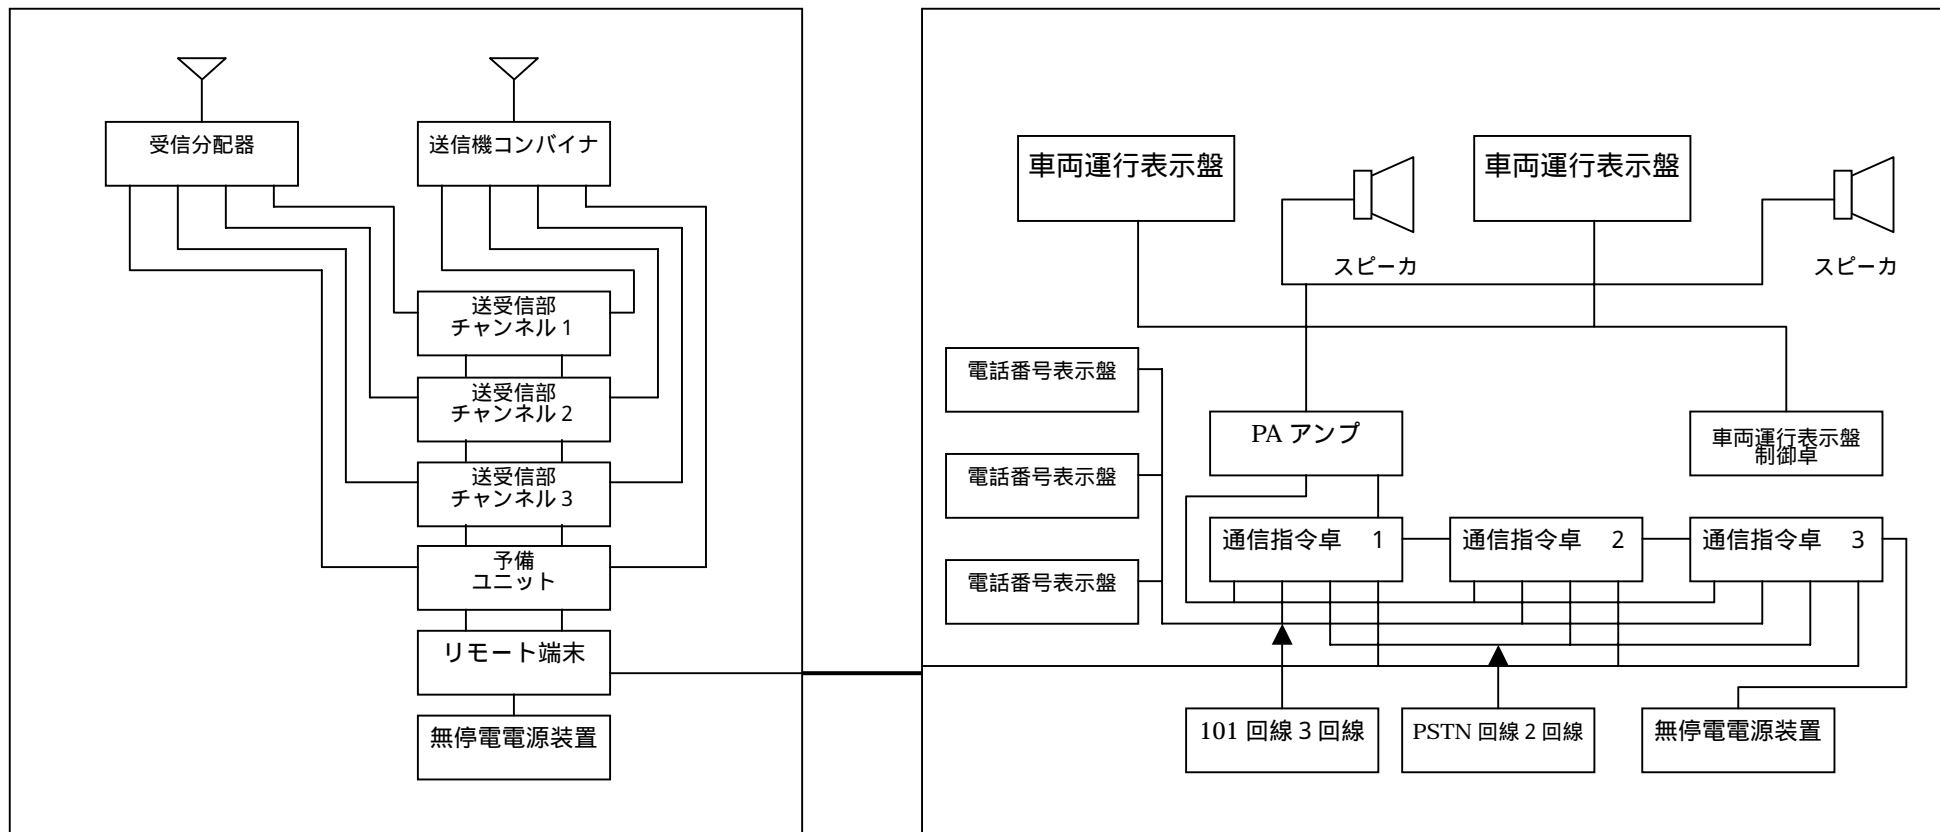 受信分配器
送信機コンバイナ
送受信部
チャンネル 1
送受信部
チャンネル 2
送受信部
チャンネル 3
予備
ユニット
リモート端末
無停電電源装置
車両運行表示盤
スピーカ
車両運行表示盤
スピーカ
電話番号表示盤
電話番号表示盤
電話番号表示盤
PA アンプ
車両運行表示盤
制御卓
通信指令卓 1
通信指令卓 2
通信指令卓 3
101 回線 3 回線
PSTN 回線 2 回線
無停電電源装置